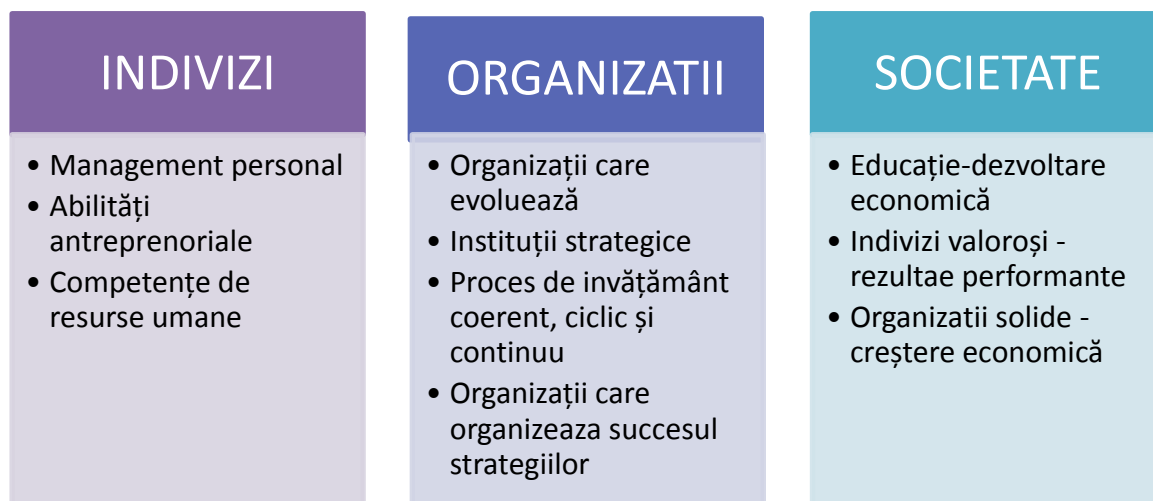 INDIVIZI
• Management personal
• Abilități
antreprenoriale
• Competențe de
resurse umane
ORGANIZATII
• Organizații care
evoluează
• Instituții strategice
• Proces de invățământ
coerent, ciclic și
continuu
• Organizații care
organizeaza succesul
strategiilor
SOCIETATE
• Educație-dezvoltare
economică
• Indivizi valoroși -
rezultae performante
• Organizatii solide -
creștere economică